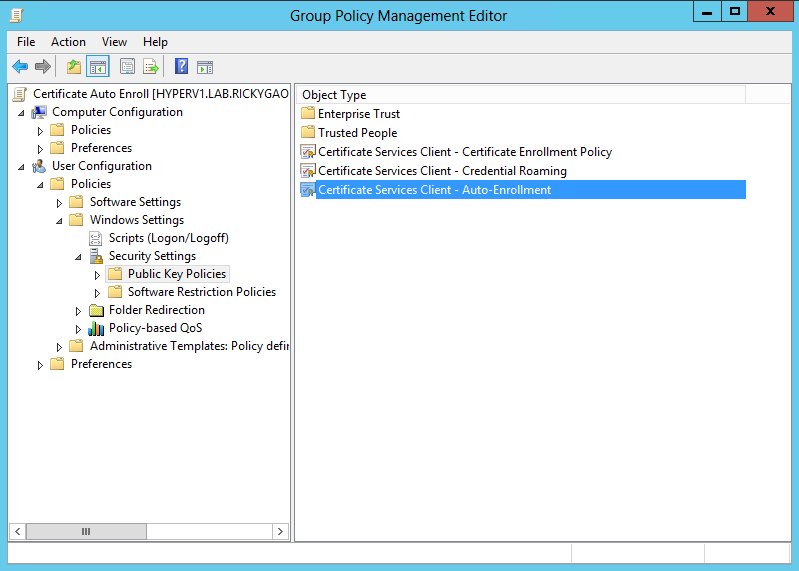 Group Policy Management Editor
File Action View Help
Certificate Auto Enroll [HYPERV1.LAB.RICKYGAO
Computer Configuration
Policies
Preferences
User Configuration
Policies
Software Settings
Windows Settings
Scripts (Logon/Logoff)
Security Settings
Public Key Policies
Software Restriction Policies
Folder Redirection
Policy-based QoS
Administrative Templates: Policy defin
Preferences
Object Type
Enterprise Trust
Trusted People
Certificate Services Client - Certificate Enrollment Policy
Certificate Services Client - Credential Roaming
Certificate Services Client - Auto-Enrollment